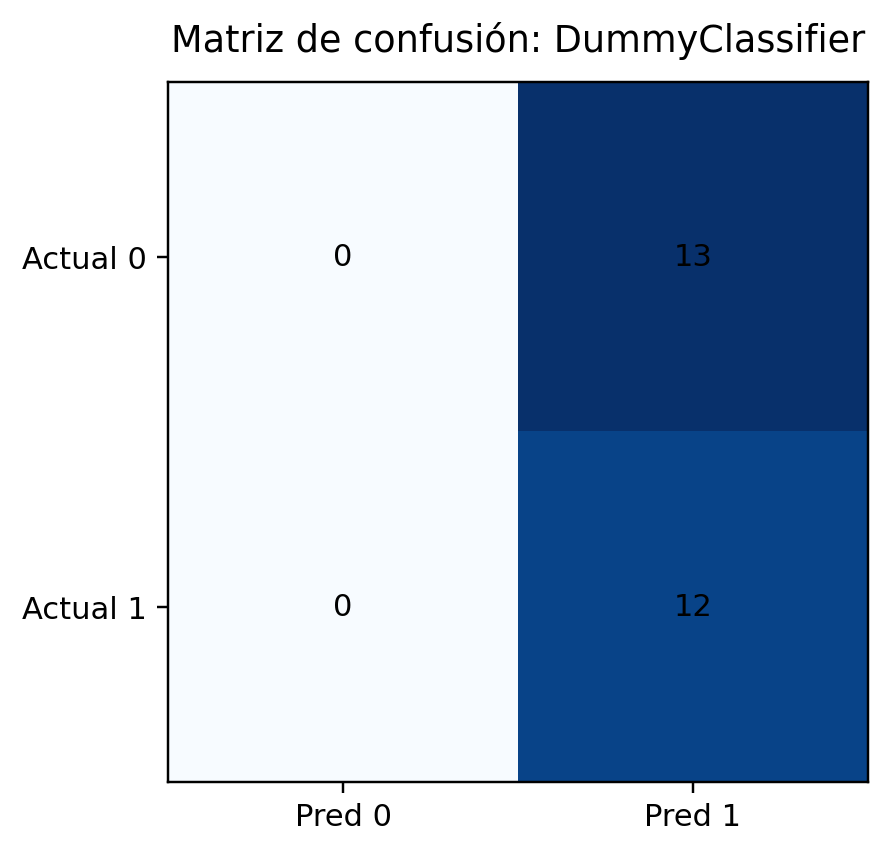 Matriz de confusión: DummyClassifier
Actual 0
0
13
Actual 1
0
12
Pred 0
Pred 1